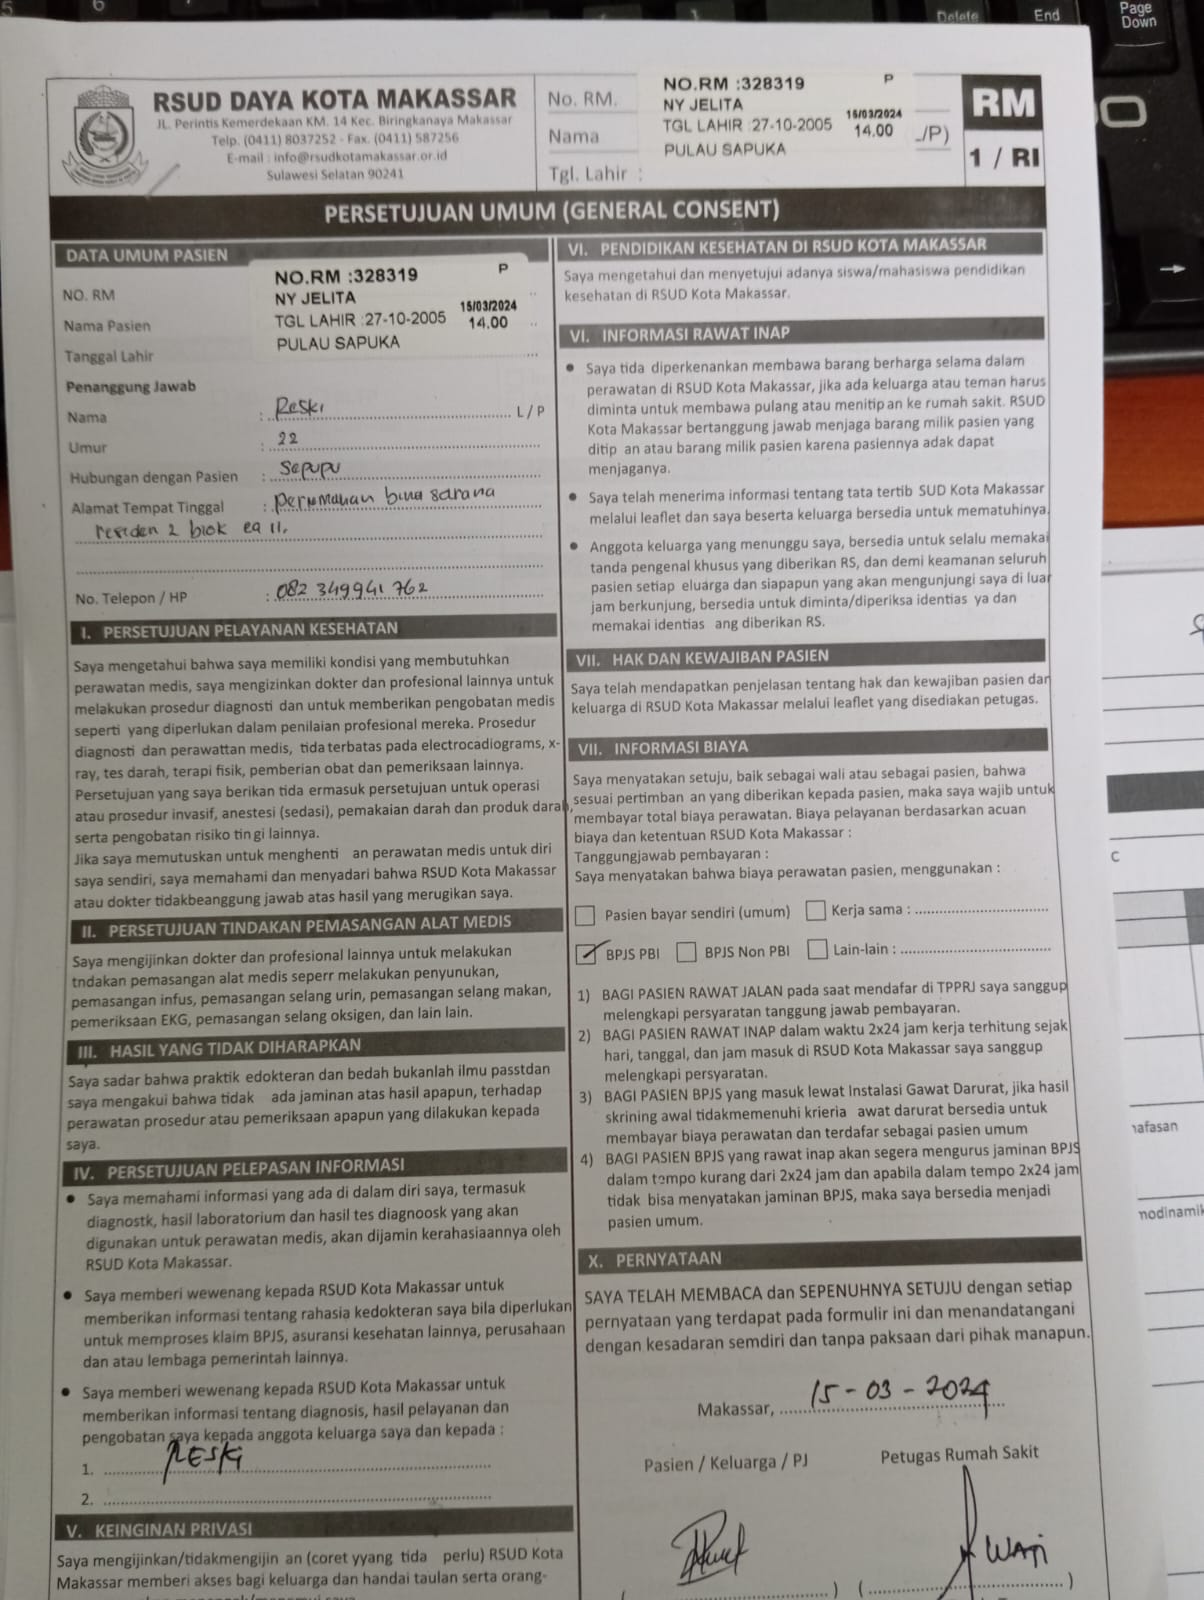 5
6
Delete
End
Page
Down
RSUD DAYA KOTA MAKASSAR
JL. Perintis Kemerdekaan KM. 14 Kec. Biringkanaya Makassar
Telp. (0411) 8037252 - Fax. (0411) 587256
E-mail : info@rsudkotamakassar.or.id
Sulawesi Selatan 90241
No. RM.
Nama
Tgl. Lahir :
NO.RM :328319 P
NY JELITA 15/03/2024
TGL LAHIR :27-10-2005 14.00
PULAU SAPUKA
/P)
RM
1 / RI
PERSETUJUAN UMUM (GENERAL CONSENT)
DATA UMUM PASIEN
NO. RM
Nama Pasien
Tanggal Lahir
NO.RM :328319 P
NY JELITA 15/03/2024
TGL LAHIR :27-10-2005 14.00
PULAU SAPUKA
Penanggung Jawab
Nama : Reski L / P
Umur : 22
Hubungan dengan Pasien : Sepupu
Alamat Tempat Tinggal : perumahan bina sarana
residen 2 blok ea 11.
No. Telepon / HP : 082 349941 762
I. PERSETUJUAN PELAYANAN KESEHATAN
Saya mengetahui bahwa saya memiliki kondisi yang membutuhkan
perawatan medis, saya mengizinkan dokter dan profesional lainnya untuk
melakukan prosedur diagnosti dan untuk memberikan pengobatan medis
seperti yang diperlukan dalam penilaian profesional mereka. Prosedur
diagnosti dan perawattan medis, tida terbatas pada electrocadiograms, x-
ray, tes darah, terapi fisik, pemberian obat dan pemeriksaan lainnya.
Persetujuan yang saya berikan tida ermasuk persetujuan untuk operasi
atau prosedur invasif, anestesi (sedasi), pemakaian darah dan produk darah,
serta pengobatan risiko tin gi lainnya.
Jika saya memutuskan untuk menghenti an perawatan medis untuk diri
saya sendiri, saya memahami dan menyadari bahwa RSUD Kota Makassar
atau dokter tidakbeanggung jawab atas hasil yang merugikan saya.
II. PERSETUJUAN TINDAKAN PEMASANGAN ALAT MEDIS
Saya mengijinkan dokter dan profesional lainnya untuk melakukan
tndakan pemasangan alat medis seperr melakukan penyunukan,
pemasangan infus, pemasangan selang urin, pemasangan selang makan,
pemeriksaan EKG, pemasangan selang oksigen, dan lain lain.
III. HASIL YANG TIDAK DIHARAPKAN
Saya sadar bahwa praktik edokteran dan bedah bukanlah ilmu passtdan
saya mengakui bahwa tidak ada jaminan atas hasil apapun, terhadap
perawatan prosedur atau pemeriksaan apapun yang dilakukan kepada
saya.
IV. PERSETUJUAN PELEPASAN INFORMASI
• Saya memahami informasi yang ada di dalam diri saya, termasuk
diagnostk, hasil laboratorium dan hasil tes diagnoosk yang akan
digunakan untuk perawatan medis, akan dijamin kerahasiaannya oleh
RSUD Kota Makassar.
• Saya memberi wewenang kepada RSUD Kota Makassar untuk
memberikan informasi tentang rahasia kedokteran saya bila diperlukan
untuk memproses klaim BPJS, asuransi kesehatan lainnya, perusahaan
dan atau lembaga pemerintah lainnya.
• Saya memberi wewenang kepada RSUD Kota Makassar untuk
memberikan informasi tentang diagnosis, hasil pelayanan dan
pengobatan saya kepada anggota keluarga saya dan kepada :
1. RESKI
2.
V. KEINGINAN PRIVASI
Saya mengijinkan/tidakmengijin an (coret yyang tida perlu) RSUD Kota
Makassar memberi akses bagi keluarga dan handai taulan serta orang-
VI. PENDIDIKAN KESEHATAN DI RSUD KOTA MAKASSAR
Saya mengetahui dan menyetujui adanya siswa/mahasiswa pendidikan
kesehatan di RSUD Kota Makassar.
VI. INFORMASI RAWAT INAP
• Saya tida diperkenankan membawa barang berharga selama dalam
perawatan di RSUD Kota Makassar, jika ada keluarga atau teman harus
diminta untuk membawa pulang atau menitip an ke rumah sakit. RSUD
Kota Makassar bertanggung jawab menjaga barang milik pasien yang
ditip an atau barang milik pasien karena pasiennya adak dapat
menjaganya.
• Saya telah menerima informasi tentang tata tertib SUD Kota Makassar
melalui leaflet dan saya beserta keluarga bersedia untuk mematuhinya.
• Anggota keluarga yang menunggu saya, bersedia untuk selalu memakai
tanda pengenal khusus yang diberikan RS, dan demi keamanan seluruh
pasien setiap eluarga dan siapapun yang akan mengunjungi saya di luar
jam berkunjung, bersedia untuk diminta/diperiksa identias ya dan
memakai identias ang diberikan RS.
VII. HAK DAN KEWAJIBAN PASIEN
Saya telah mendapatkan penjelasan tentang hak dan kewajiban pasien dan
keluarga di RSUD Kota Makassar melalui leaflet yang disediakan petugas.
VII. INFORMASI BIAYA
Saya menyatakan setuju, baik sebagai wali atau sebagai pasien, bahwa
sesuai pertimban an yang diberikan kepada pasien, maka saya wajib untuk
membayar total biaya perawatan. Biaya pelayanan berdasarkan acuan
biaya dan ketentuan RSUD Kota Makassar :
Tanggungjawab pembayaran :
Saya menyatakan bahwa biaya perawatan pasien, menggunakan :
Pasien bayar sendiri (umum) Kerja sama :
BPJS PBI BPJS Non PBI Lain-lain :
1) BAGI PASIEN RAWAT JALAN pada saat mendafar di TPPRJ saya sanggup
melengkapi persyaratan tanggung jawab pembayaran.
2) BAGI PASIEN RAWAT INAP dalam waktu 2x24 jam kerja terhitung sejak
hari, tanggal, dan jam masuk di RSUD Kota Makassar saya sanggup
melengkapi persyaratan.
3) BAGI PASIEN BPJS yang masuk lewat Instalasi Gawat Darurat, jika hasil
skrining awal tidakmemenuhi krieria awat darurat bersedia untuk
membayar biaya perawatan dan terdafar sebagai pasien umum
4) BAGI PASIEN BPJS yang rawat inap akan segera mengurus jaminan BPJS
dalam tempo kurang dari 2x24 jam dan apabila dalam tempo 2x24 jam
tidak bisa menyatakan jaminan BPJS, maka saya bersedia menjadi
pasien umum.
X. PERNYATAAN
SAYA TELAH MEMBACA dan SEPENUHNYA SETUJU dengan setiap
pernyataan yang terdapat pada formulir ini dan menandatangani
dengan kesadaran semdiri dan tanpa paksaan dari pihak manapun.
Makassar, 15-03-2024
Pasien / Keluarga / PJ
Petugas Rumah Sakit
WATI
C
nafasan
modinamik